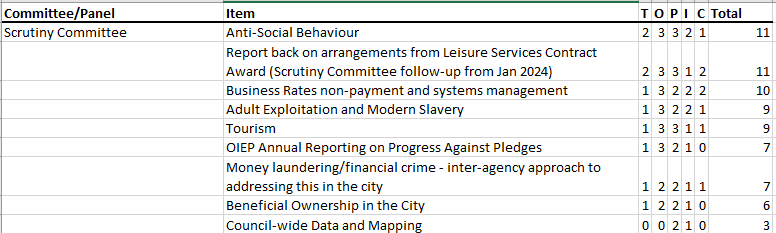 Committee/Panel Item T O P I C Total
Scrutiny Committee Anti-Social Behaviour 2 3 3 2 1 11
Report back on arrangements from Leisure Services Contract
Award (Scrutiny Committee follow-up from Jan 2024) 2 3 3 1 2 11
Business Rates non-payment and systems management 1 3 2 2 2 10
Adult Exploitation and Modern Slavery 1 3 2 2 1 9
Tourism 1 3 3 1 1 9
OIEP Annual Reporting on Progress Against Pledges 1 3 2 1 0 7
Money laundering/financial crime - inter-agency approach to
addressing this in the city 1 2 2 1 1 7
Beneficial Ownership in the City 1 2 2 1 0 6
Council-wide Data and Mapping 0 0 2 1 0 3